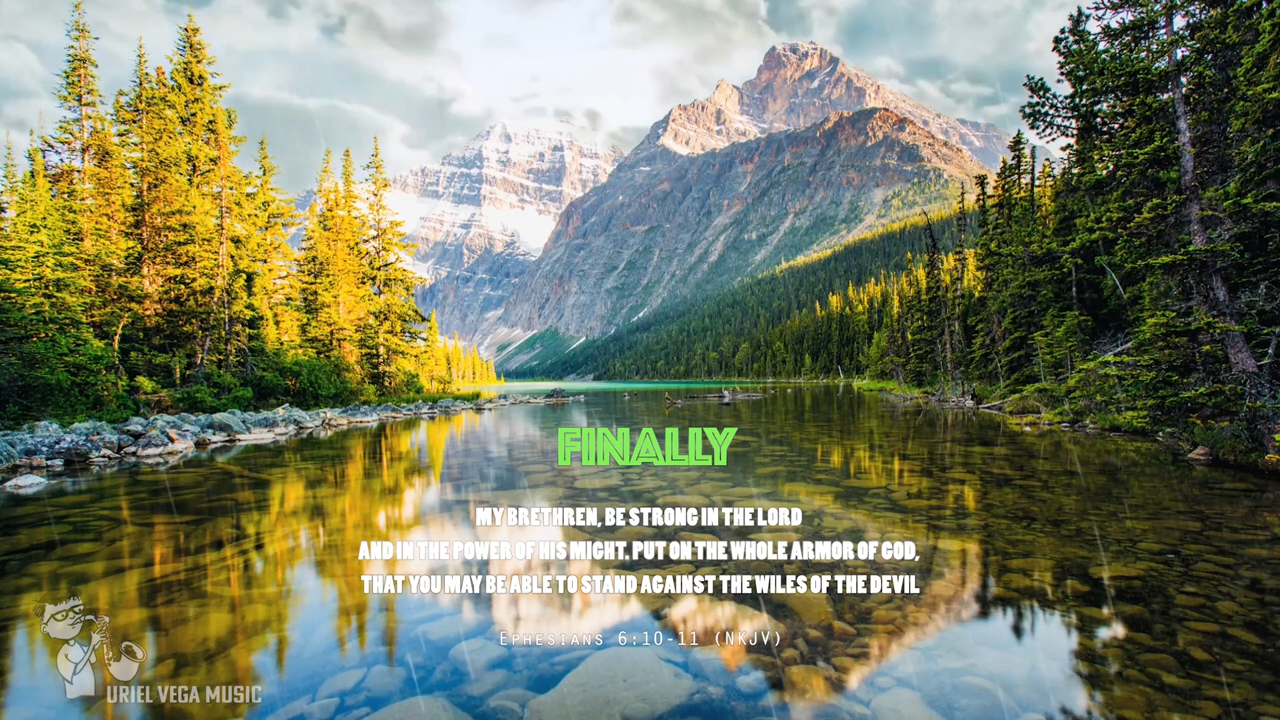 FINALLY
MY BRETHREN, BE STRONG IN THE LORD
AND IN THE POWER OF HIS MIGHT. PUT ON THE WHOLE ARMOR OF GOD,
THAT YOU MAY BE ABLE TO STAND AGAINST THE WILES OF THE DEVIL
Ephesians 6:10-11 (NKJV)
URIEL VEGA MUSIC